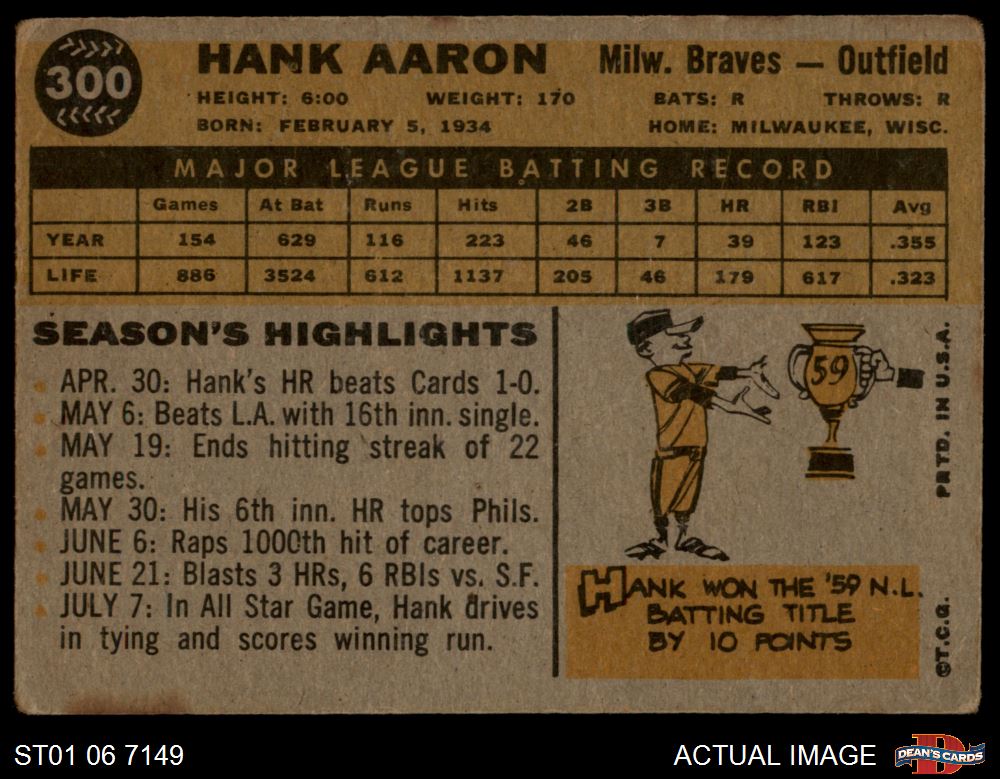 300
HANK AARON Milw. Braves — Outfield
HEIGHT: 6:00 WEIGHT: 170 BATS: R THROWS: R
BORN: FEBRUARY 5, 1934 HOME: MILWAUKEE, WISC.
MAJOR LEAGUE BATTING RECORD
Games At Bat Runs Hits 2B 3B HR RBI Avg
YEAR 154 629 116 223 46 7 39 123 .355
LIFE 886 3524 612 1137 205 46 179 617 .323
SEASON'S HIGHLIGHTS
APR. 30: Hank's HR beats Cards 1-0.
MAY 6: Beats L.A. with 16th inn. single.
MAY 19: Ends hitting streak of 22
games.
MAY 30: His 6th inn. HR tops Phils.
JUNE 6: Raps 1000th hit of career.
JUNE 21: Blasts 3 HRs, 6 RBIs vs. S.F.
JULY 7: In All Star Game, Hank drives
in tying and scores winning run.
59
HANK WON THE '59 N.L.
BATTING TITLE
BY 10 POINTS
PRTD. IN U.S.A.
©T.C.G.
ST01 06 7149
ACTUAL IMAGE
DEAN'S CARDS